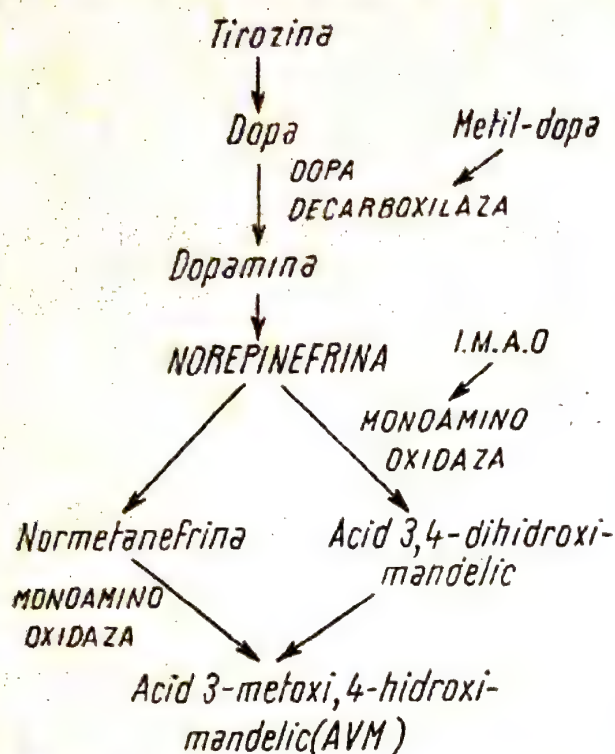 Tirozina
Dopa
Metil-dopa
DOPA
DECARBOXILAZA
Dopamina
NOREPINEFRINA
I.M.A.O
MONOAMINO
OXIDAZA
Normetanefrina
Acid 3,4-dihidroxi-
mandelic
MONOAMINO
OXIDAZA
Acid 3-metoxi,4-hidroxi-
mandelic(AVM)